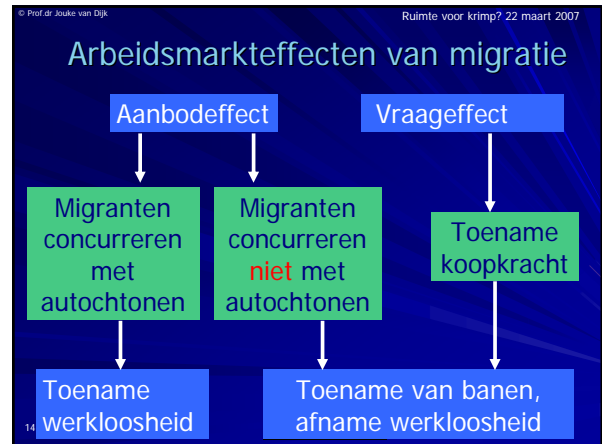 © Prof.dr Jouke van Dijk
Ruimte voor krimp? 22 maart 2007
Arbeidsmarkteffecten van migratie
Aanbodeffect
Vraageffect
Migranten
concurreren
met
autochtonen
Migranten
concurreren
niet met
autochtonen
Toename
koopkracht
Toename
werkloosheid
Toename van banen,
afname werkloosheid
14